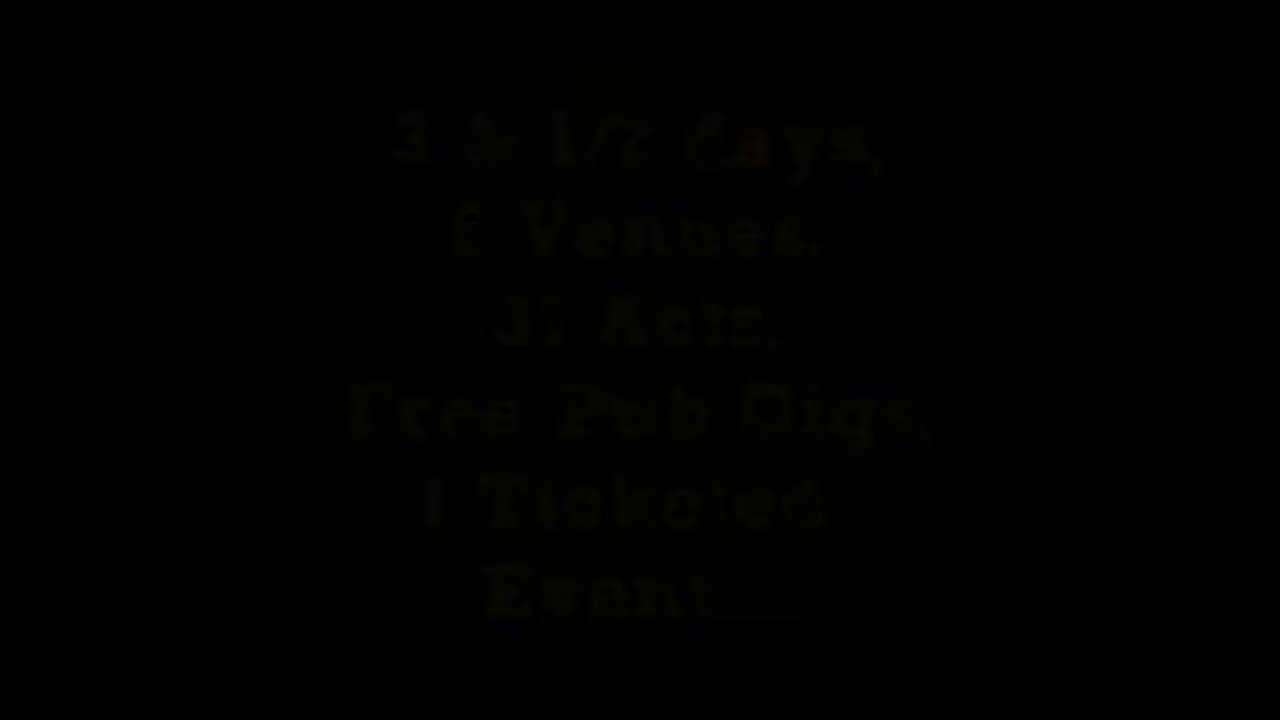 3 & 1/2 days,
6 Venues,
31 Acts,
Free Pub Gigs,
1 Ticketed
Event....